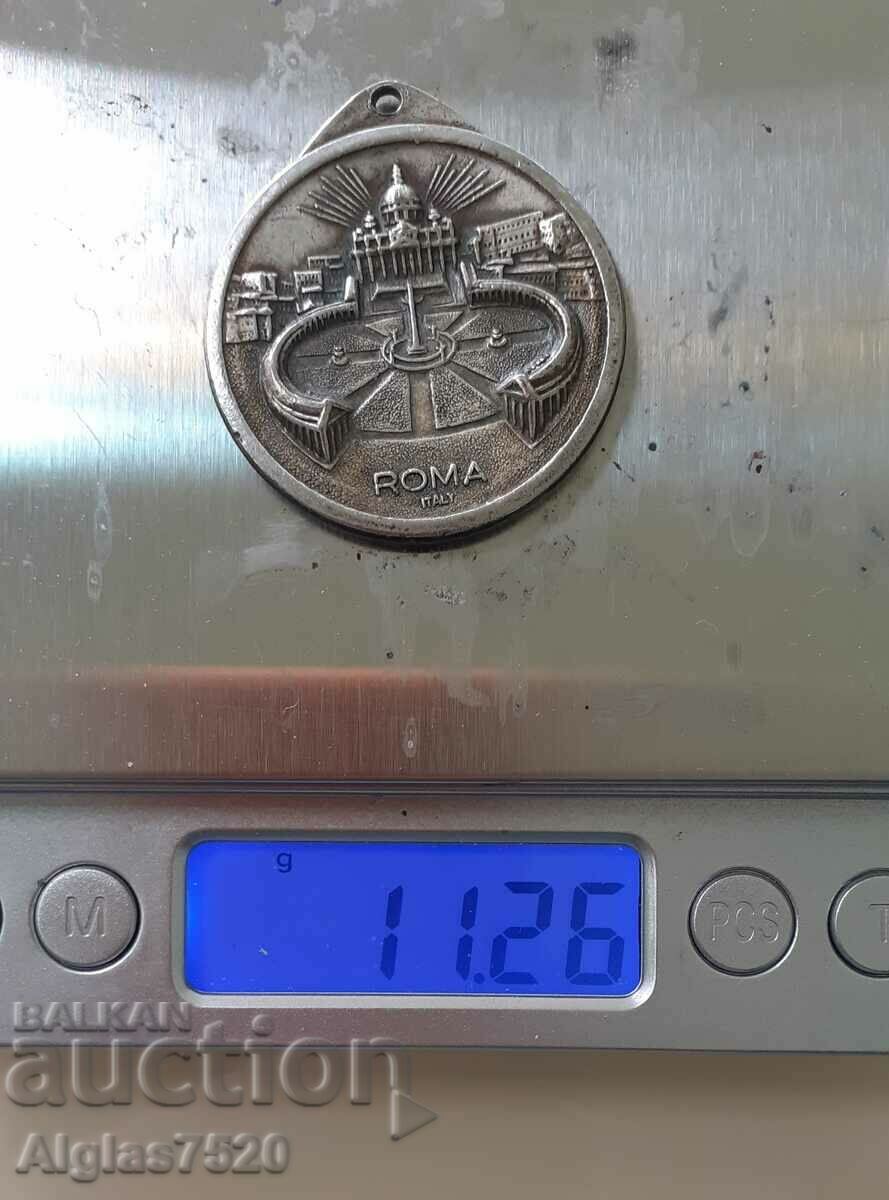 ROMA
ITALY
g
11.26
M
PCS
T
BALKAN
auction
Alglas7520